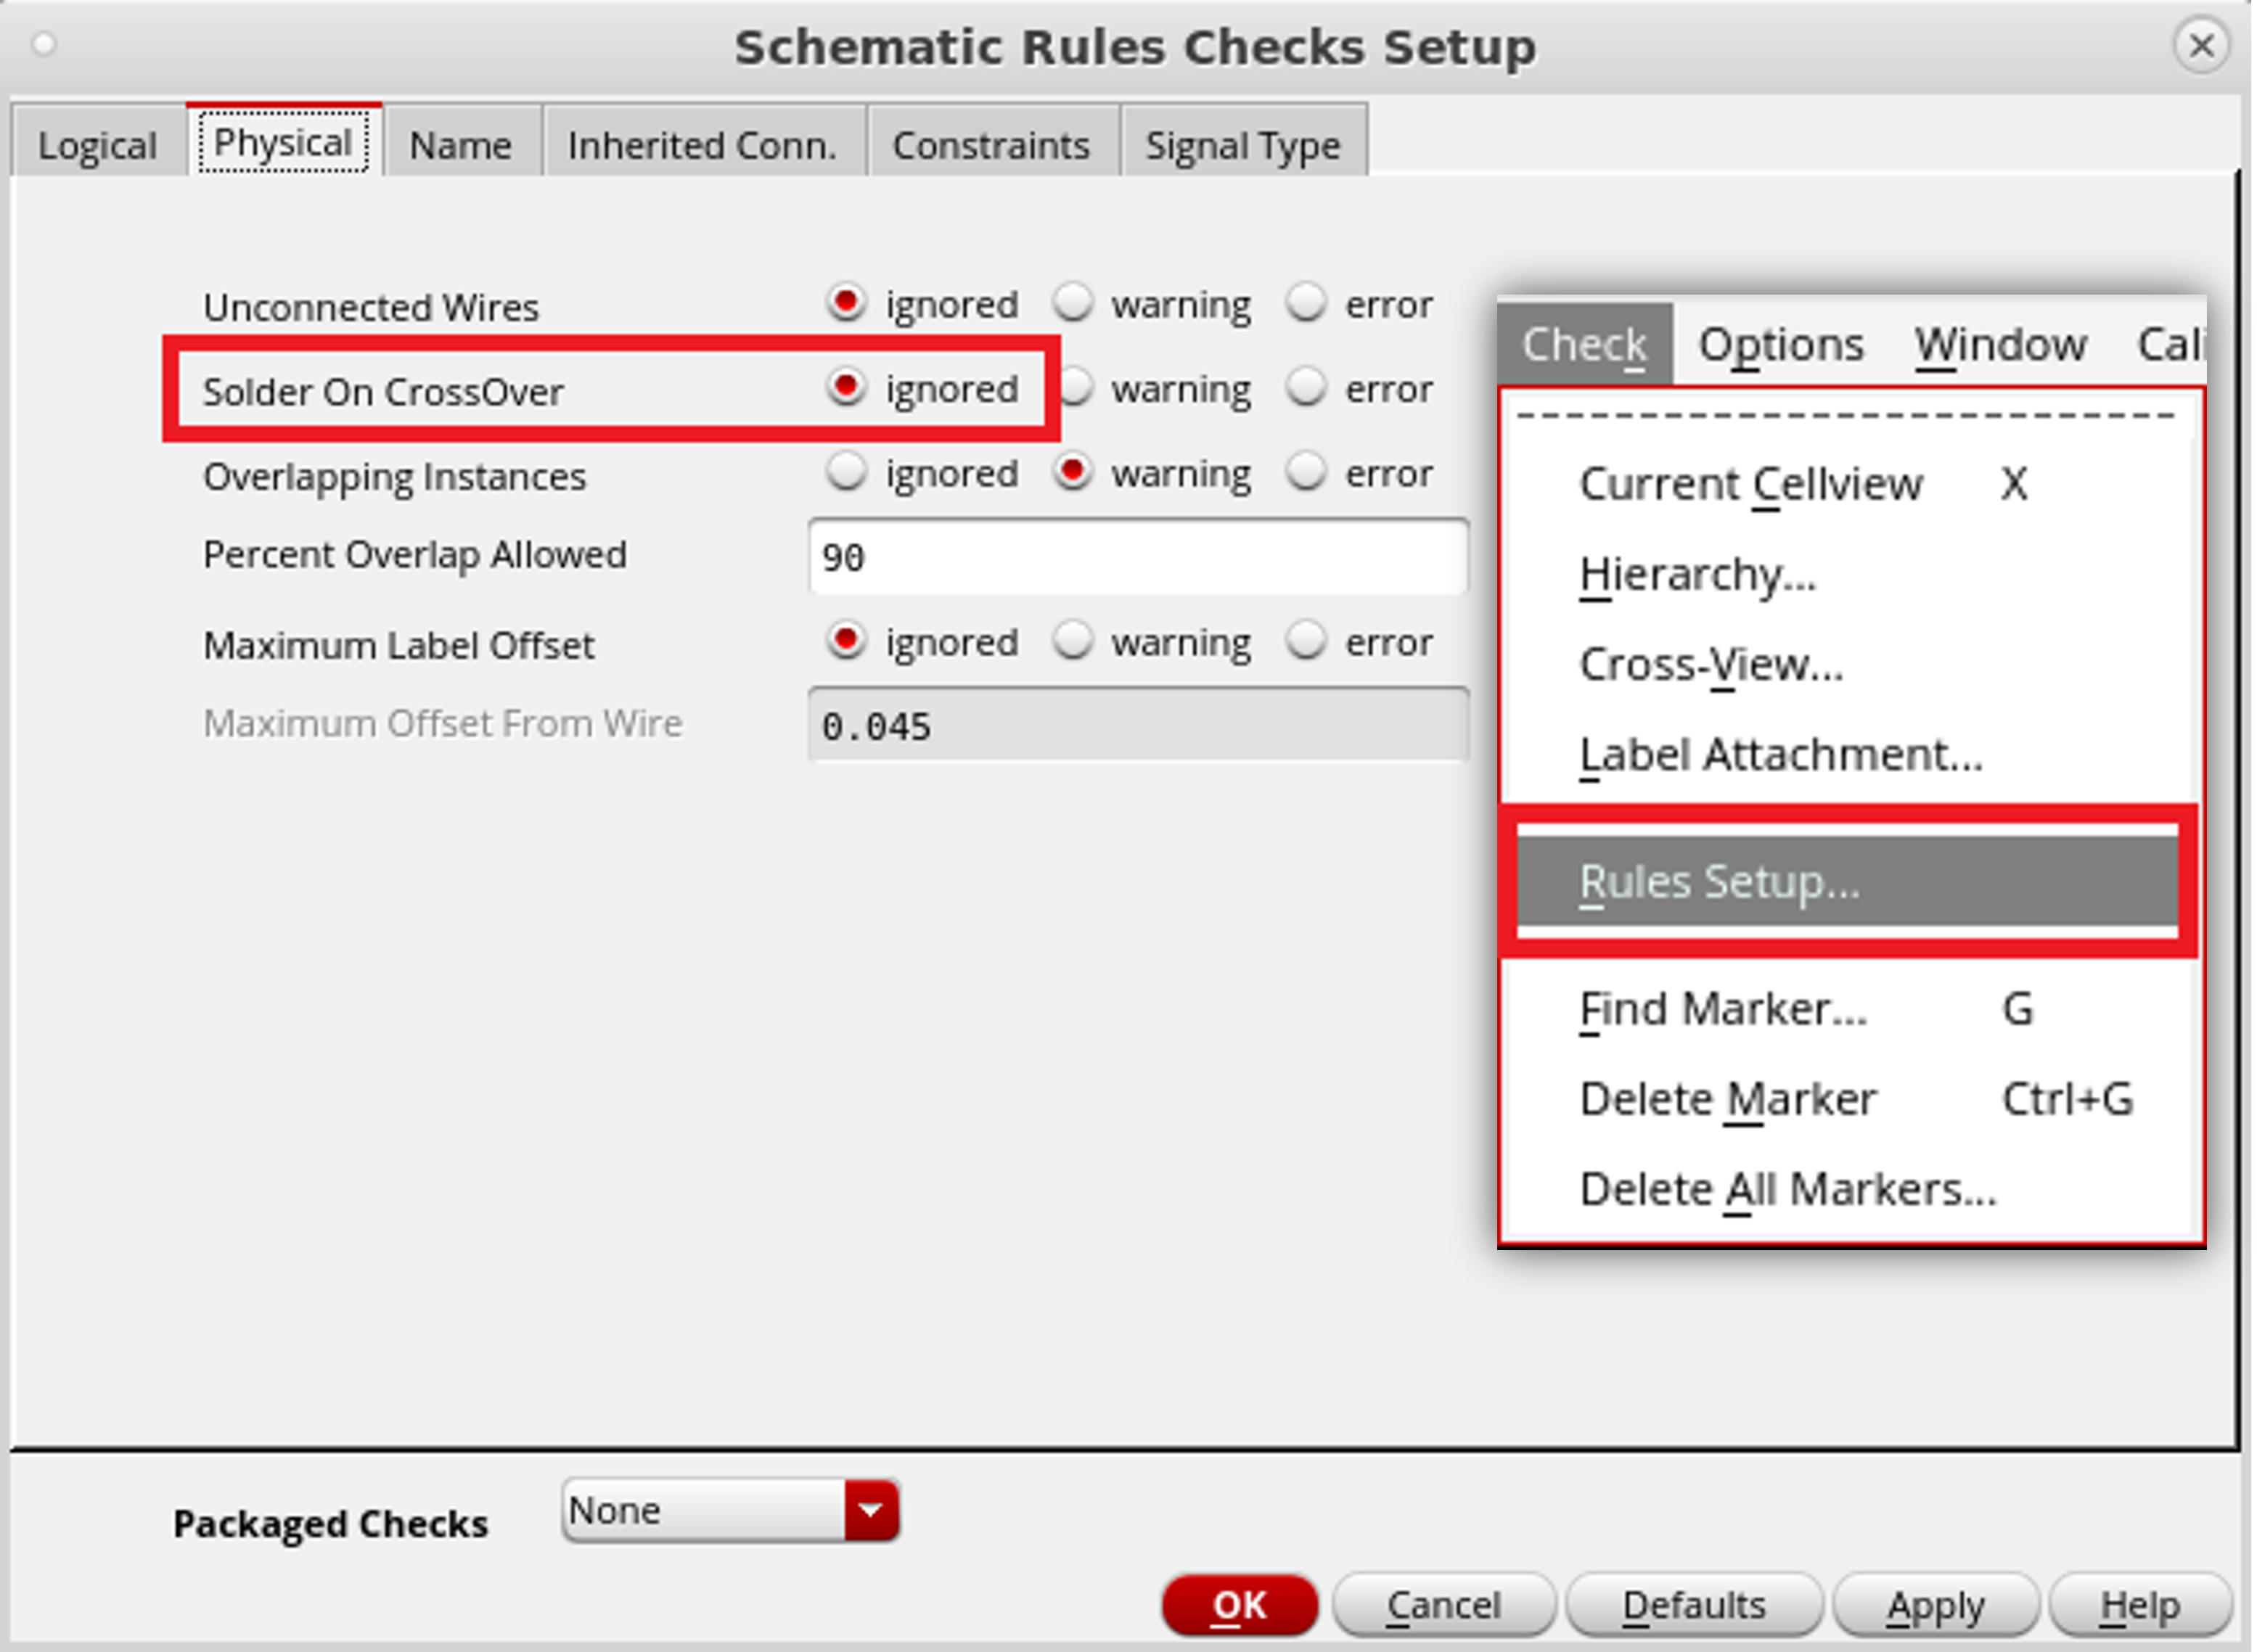 Schematic Rules Checks Setup
Logical Physical Name Inherited Conn. Constraints Signal Type
Unconnected Wires ignored warning error
Solder On CrossOver ignored warning error
Overlapping Instances ignored warning error
Percent Overlap Allowed 90
Maximum Label Offset ignored warning error
Maximum Offset From Wire 0.045
Check Options Window Cali
Current Cellview X
Hierarchy...
Cross-View...
Label Attachment...
Rules Setup...
Find Marker... G
Delete Marker Ctrl+G
Delete All Markers...
Packaged Checks None
OK Cancel Defaults Apply Help